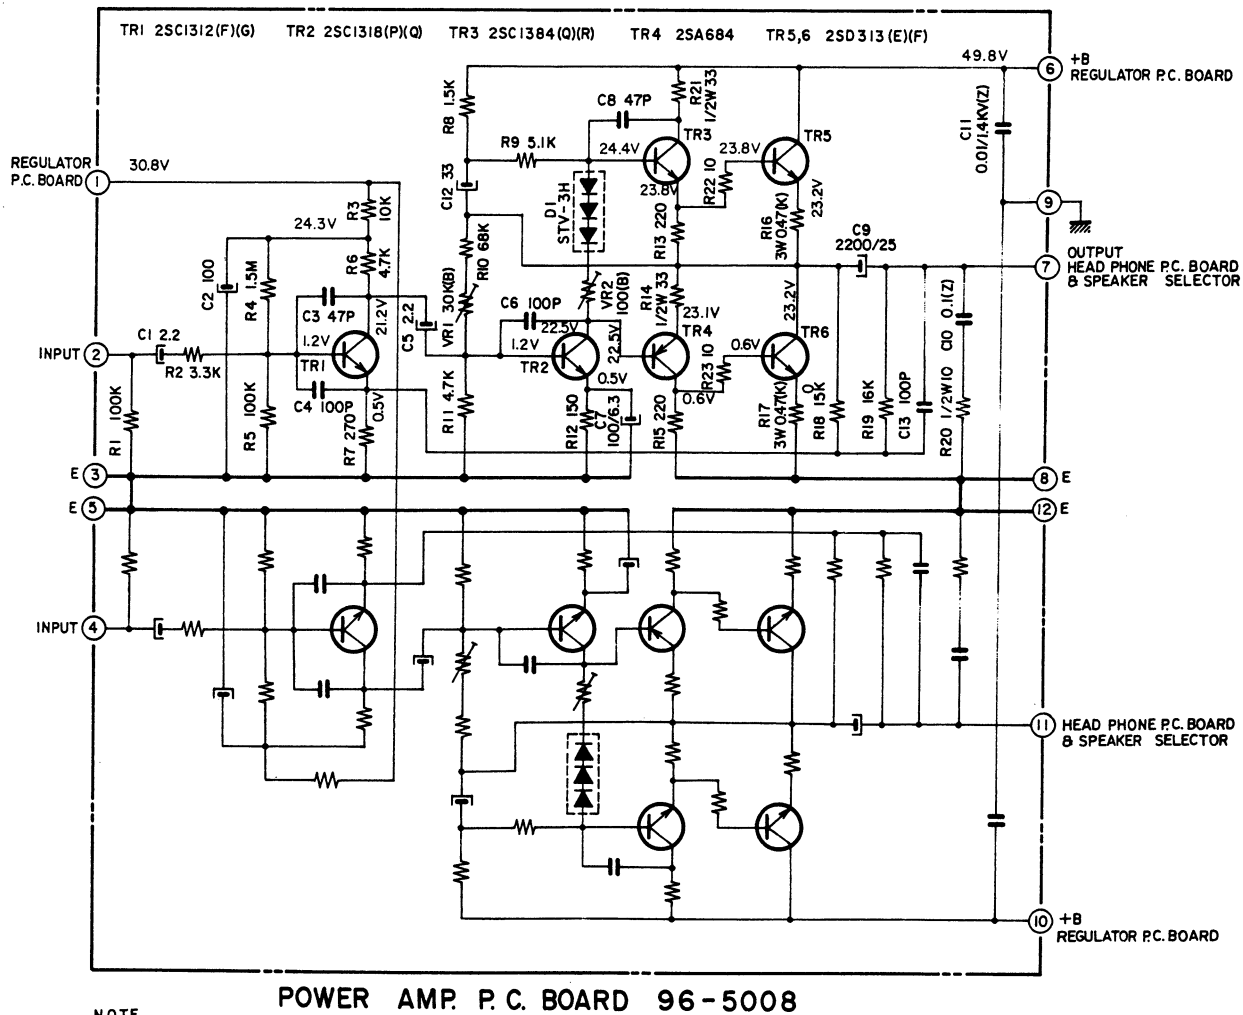 TR1 2SC1312(F)(G) TR2 2SC1318(P)(Q) TR3 2SC1384(Q)(R) TR4 2SA684 TR5,6 2SD313(E)(F)
49.8V
6
+B
REGULATOR P.C. BOARD
R21
1/2W 33
C8 47P
R8 1.5K
C11
0.01/1.4KV(Z)
TR3
TR5
R9 5.1K
24.4V
23.8V
REGULATOR
P.C. BOARD
1
30.8V
C12 33
D1
STV-3H
23.8V
R22 10
23.2V
R3
10K
9
24.3V
R13 220
R16
3W 0.47(K)
C9
2200/25
R10 68K
OUTPUT
HEAD PHONE P.C. BOARD
& SPEAKER SELECTOR
7
C2 100
R4 1.5M
R6
4.7K
VR1 30K(B)
VR2
100(B)
R14
1/2W 33
C3 47P
21.2V
C5 2.2
C6 100P
22.5V
23.1V
23.2V
C10 0.1(Z)
INPUT
2
C1 2.2
R2 3.3K
1.2V
TR1
1.2V
TR2
22.5V
TR4
0.6V
TR6
R23 10
R1 100K
R5 100K
C4 100P
0.5V
R7 270
R11 4.7K
0.5V
R12 150
C7
100/6.3
0.6V
R15 220
R17
3W 0.47(K)
0
R18 15K
R19 16K
C13 100P
R20 1/2W10
E
3
8
E
E
5
12
E
INPUT
4
11
HEAD PHONE P.C. BOARD
& SPEAKER SELECTOR
10
+B
REGULATOR P.C. BOARD
POWER AMP. P. C. BOARD 96-5008
NOTE